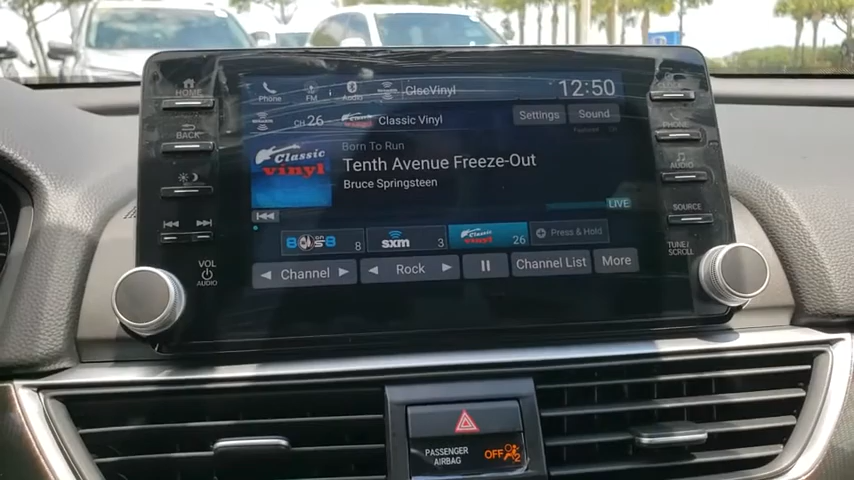 HOME
Phone
FM
Audio
ClscVinyl
12:50
BACK
CH 26
Classic Vinyl
Settings
Sound
PHONE
Classic
vinyl
Born To Run
Tenth Avenue Freeze-Out
Bruce Springsteen
AUDIO
LIVE
SOURCE
8
sxm
3
26
Press & Hold
TUNE/
SCROLL
VOL
AUDIO
Channel
Rock
Channel List
More
PASSENGER
AIRBAG
OFF
2